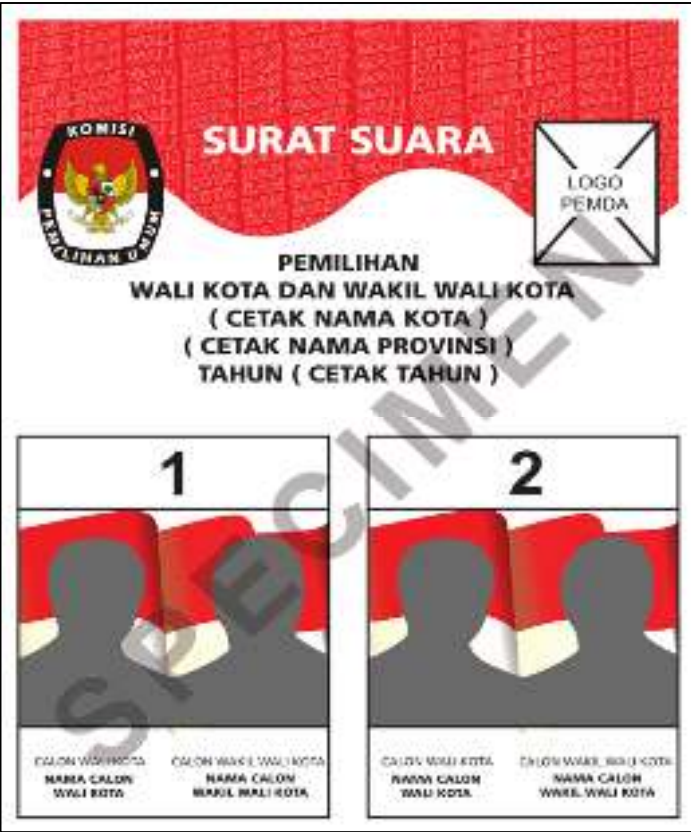 KOMISI
PEMILIHAN UMUM
SURAT SUARA
LOGO
PEMDA
PEMILIHAN
WALI KOTA DAN WAKIL WALI KOTA
( CETAK NAMA KOTA )
( CETAK NAMA PROVINSI )
TAHUN ( CETAK TAHUN )
SPECIMEN
1
2
CALON WALI KOTA
NAMA CALON
WALI KOTA
CALON WAKIL WALI KOTA
NAMA CALON
WAKIL WALI KOTA
CALON WALI KOTA
NAMA CALON
WALI KOTA
CALON WAKIL WALI KOTA
NAMA CALON
WAKIL WALI KOTA